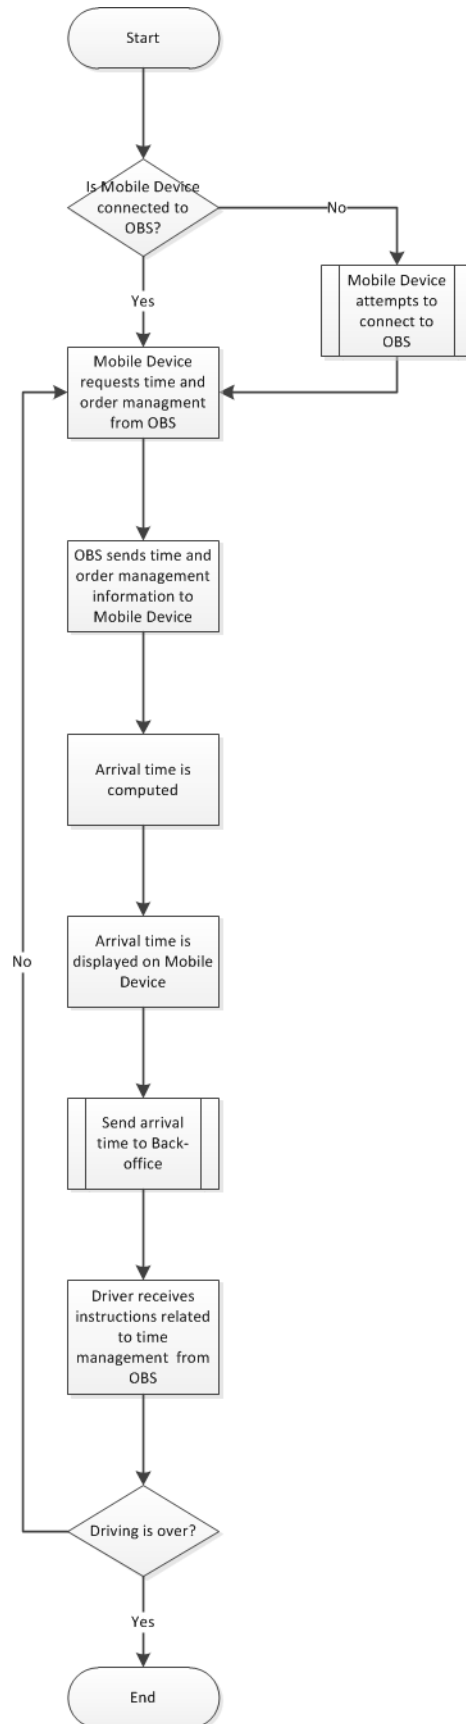 Start
Is Mobile Device
connected to
OBS?
No
Mobile Device
attempts to
connect to
OBS
Yes
Mobile Device
requests time and
order managment
from OBS
OBS sends time and
order management
information to
Mobile Device
Arrival time is
computed
Arrival time is
displayed on Mobile
Device
No
Send arrival
time to Back-
office
Driver receives
instructions related
to time
management from
OBS
Driving is over?
Yes
End